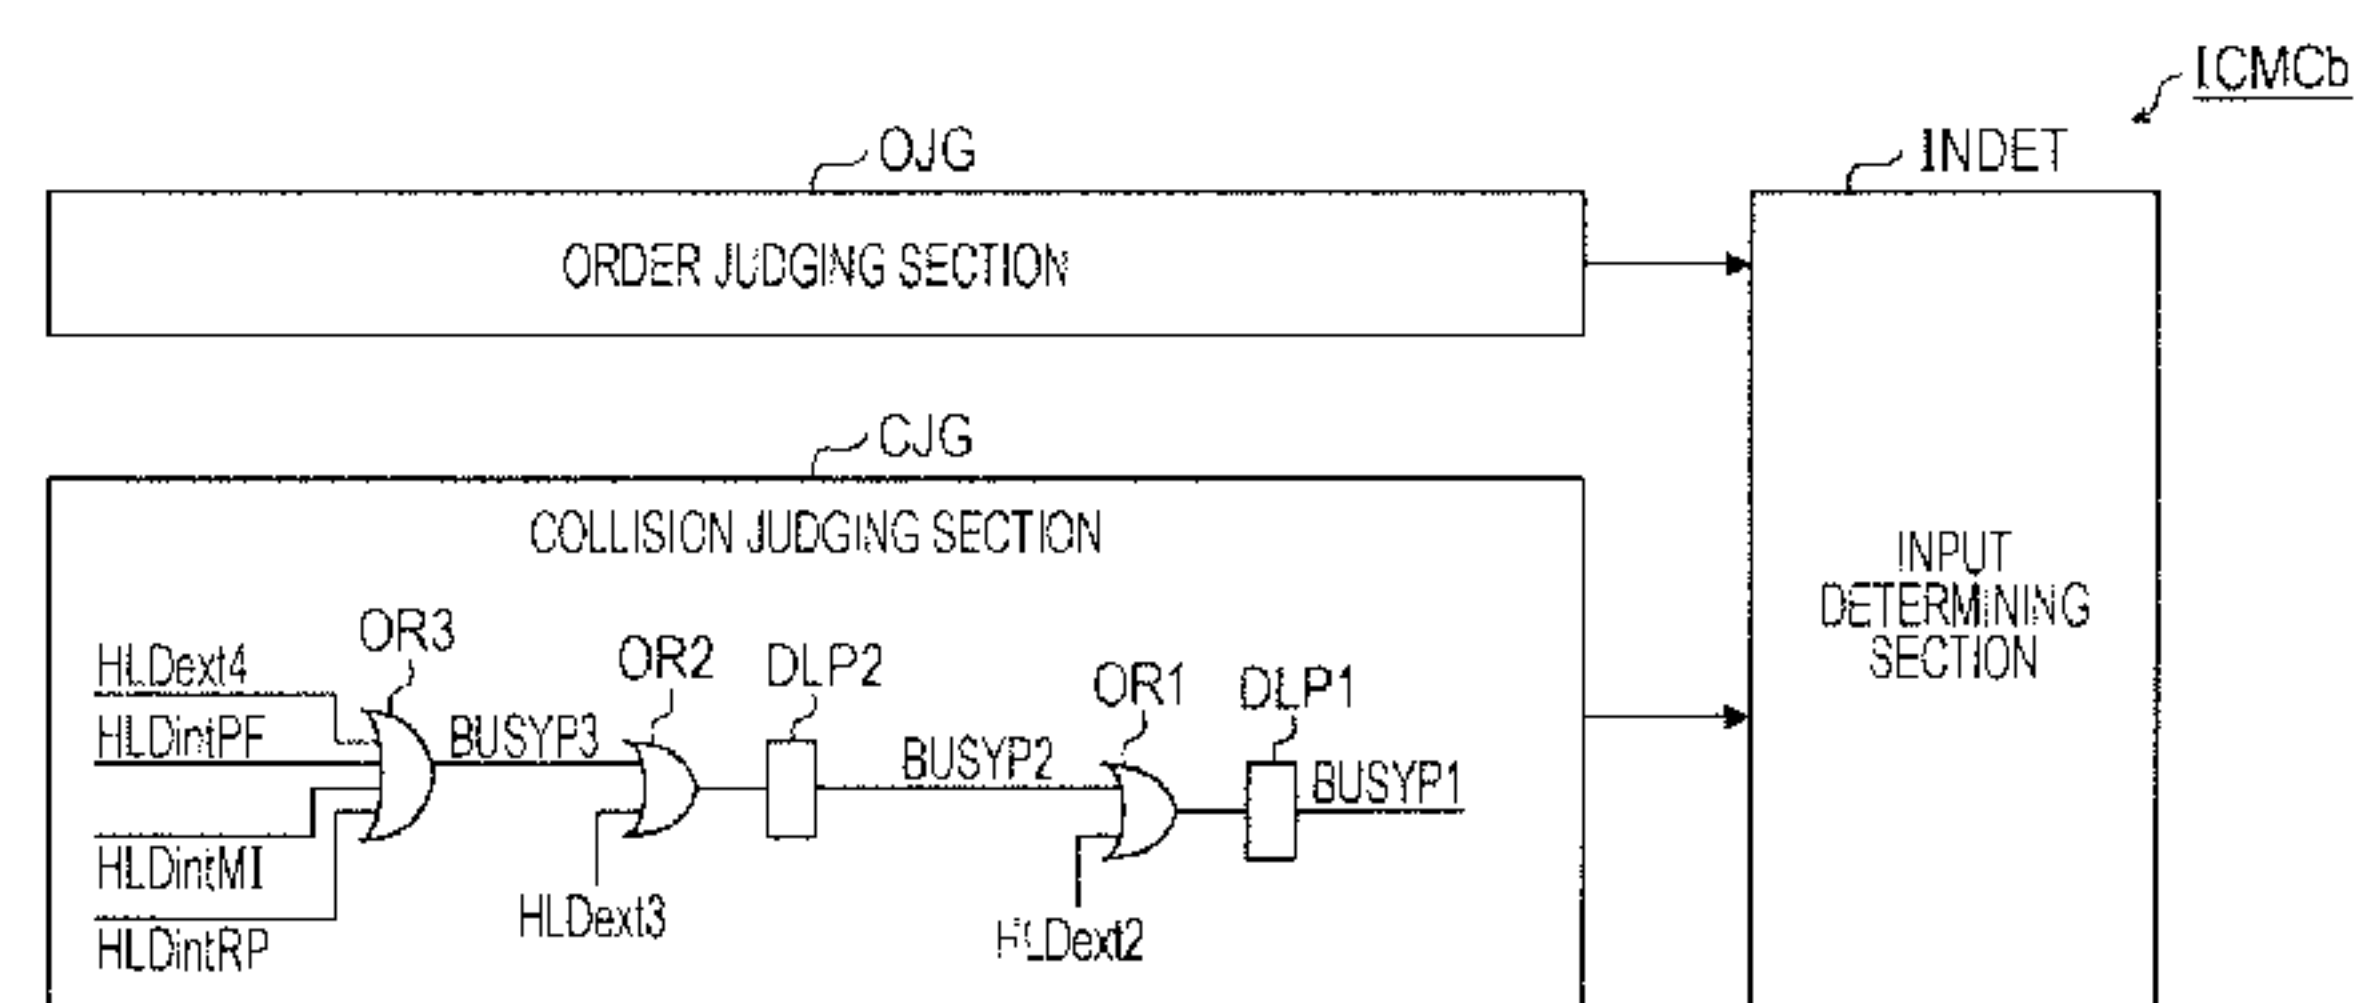 ICMCb
OJG
INDET
ORDER JUDGING SECTION
CJG
COLLISION JUDGING SECTION
INPUT
DETERMINING
SECTION
OR3
OR2
DLP2
OR1
DLP1
HLDext4
HLDintPF
BUSYP3
BUSYP2
BUSYP1
HLDintMI
HLDext3
HLDext2
HLDintRP